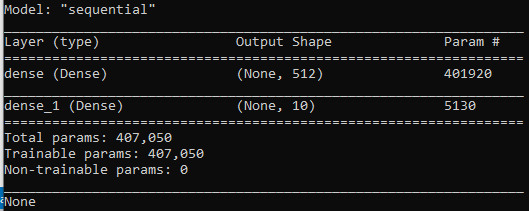 Model: "sequential"
_________________________________________________________________
Layer (type)                 Output Shape              Param #
=================================================================
dense (Dense)                (None, 512)               401920
_________________________________________________________________
dense_1 (Dense)              (None, 10)                5130
=================================================================
Total params: 407,050
Trainable params: 407,050
Non-trainable params: 0
_________________________________________________________________
None